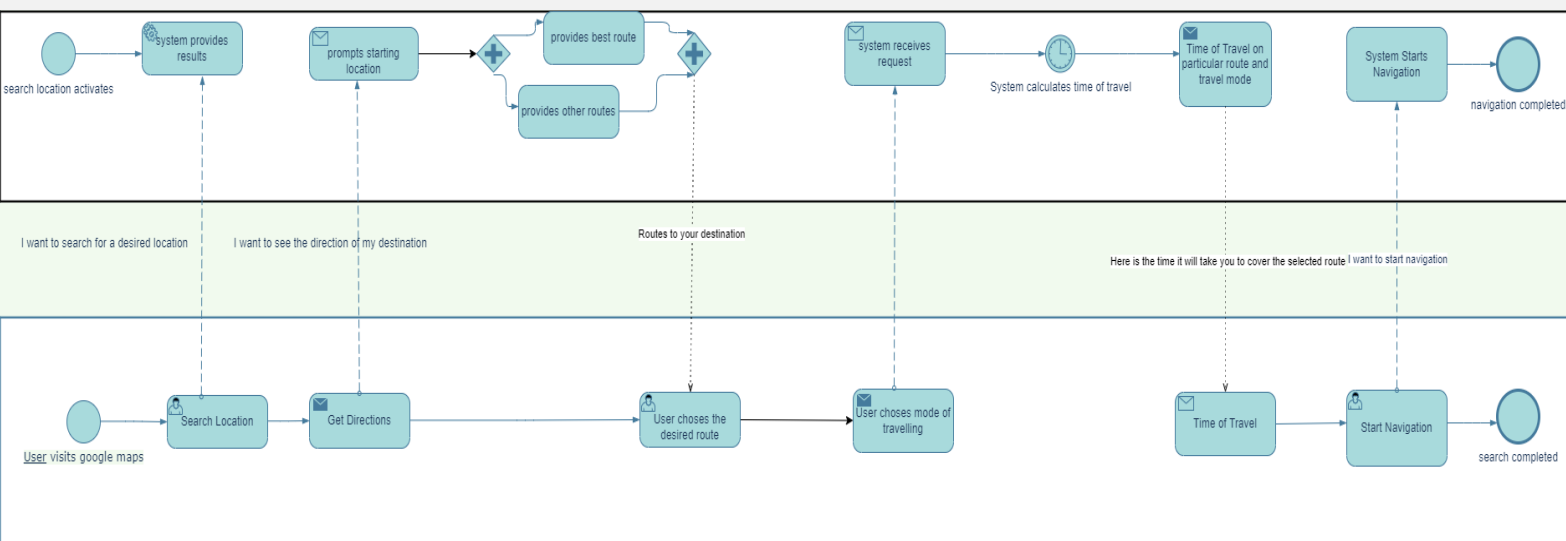 system provides
results
prompts starting
location
provides best route
provides other routes
system receives
request
Time of Travel on
particular route and
travel mode
System Starts
Navigation
search location activates
System calculates time of travel
navigation completed
I want to search for a desired location
I want to see the direction of my destination
Routes to your destination
Here is the time it will take you to cover the selected route
I want to start navigation
Search Location
Get Directions
User choses the
desired route
User choses mode of
travelling
Time of Travel
Start Navigation
User visits google maps
search completed